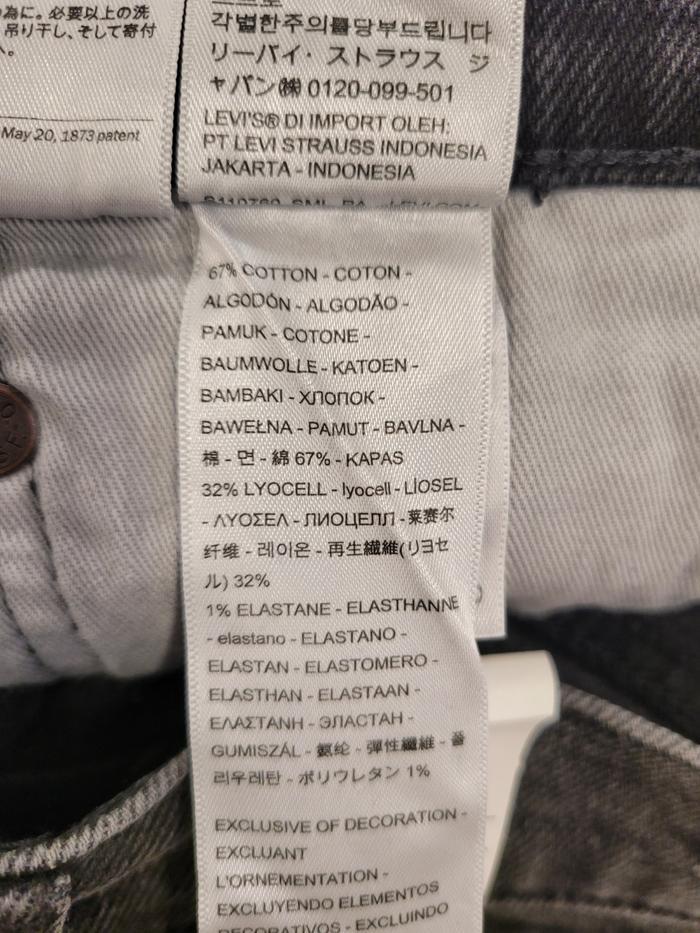 為に。必要以上の洗
吊り干し、そして寄付
May 20, 1873 patent
각별한주의를당부드립니다
リーバイ・ストラウス ジ
ャパン㈱ 0120-099-501
LEVI'S® DI IMPORT OLEH:
PT LEVI STRAUSS INDONESIA
JAKARTA - INDONESIA
67% COTTON - COTON -
ALGODÓN - ALGODÃO -
PAMUK - COTONE -
BAUMWOLLE - KATOEN -
BAMBAKI - ХЛОПОК -
BAWEŁNA - PAMUT - BAVLNA -
棉 - 면 - 綿 67% - KAPAS
32% LYOCELL - lyocell - LİOSEL
- ΛΥΟΣΕΛ - ЛИОЦЕЛЛ - 莱赛尔
纤维 - 레이온 - 再生繊維(リヨセ
ル) 32%
1% ELASTANE - ELASTHANNE
- elastano - ELASTANO -
ELASTAN - ELASTOMERO -
ELASTHAN - ELASTAAN -
ΕΛΑΣΤΑΝΗ - ЭЛАСТАН -
GUMISZÁL - 氨纶 - 彈性纖維 - 폴
리우레탄 - ポリウレタン 1%
EXCLUSIVE OF DECORATION -
EXCLUANT
L'ORNEMENTATION -
EXCLUYENDO ELEMENTOS
DECORATIVOS - EXCLUINDO